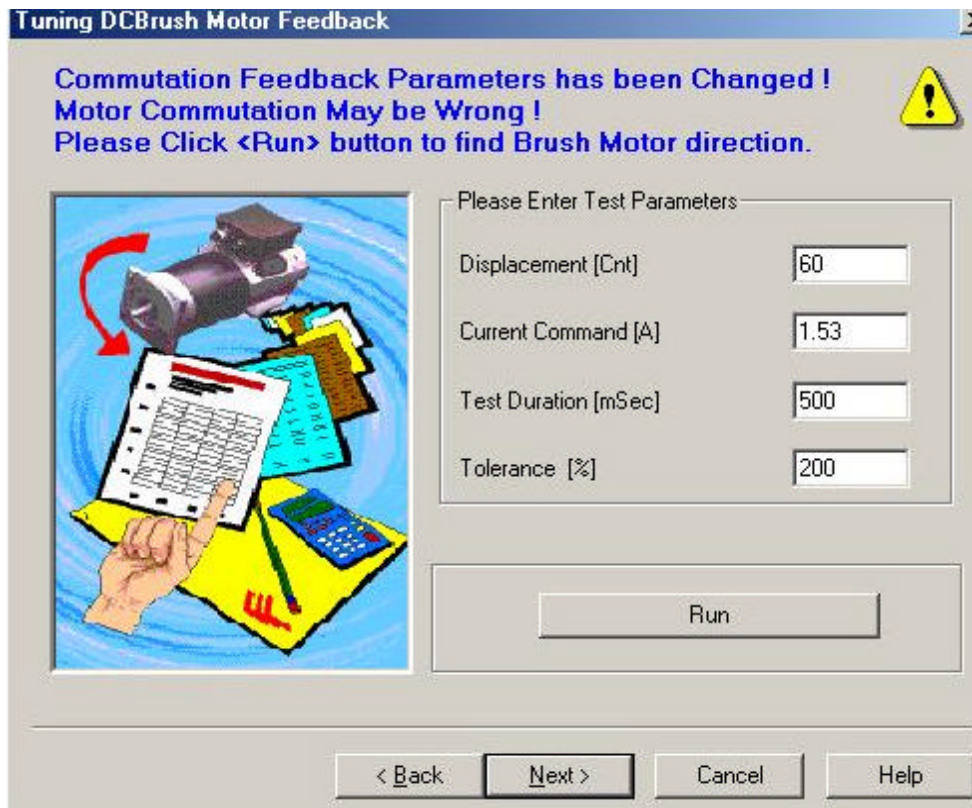 Tuning DCBrush Motor Feedback
Commutation Feedback Parameters has been Changed !
Motor Commutation May be Wrong !
Please Click <Run> button to find Brush Motor direction.
Please Enter Test Parameters
Displacement [Cnt] 60
Current Command [A] 1.53
Test Duration [mSec] 500
Tolerance [%] 200
Run
< Back Next > Cancel Help